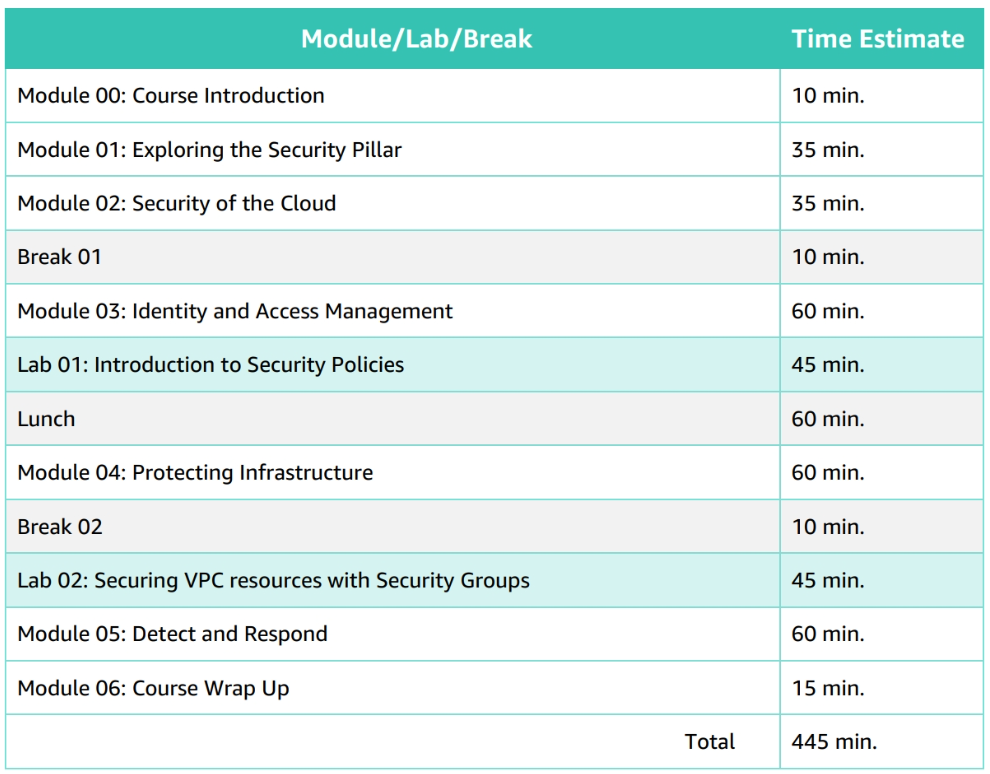 Module/Lab/Break Time Estimate
Module 00: Course Introduction 10 min.
Module 01: Exploring the Security Pillar 35 min.
Module 02: Security of the Cloud 35 min.
Break 01 10 min.
Module 03: Identity and Access Management 60 min.
Lab 01: Introduction to Security Policies 45 min.
Lunch 60 min.
Module 04: Protecting Infrastructure 60 min.
Break 02 10 min.
Lab 02: Securing VPC resources with Security Groups 45 min.
Module 05: Detect and Respond 60 min.
Module 06: Course Wrap Up 15 min.
Total 445 min.